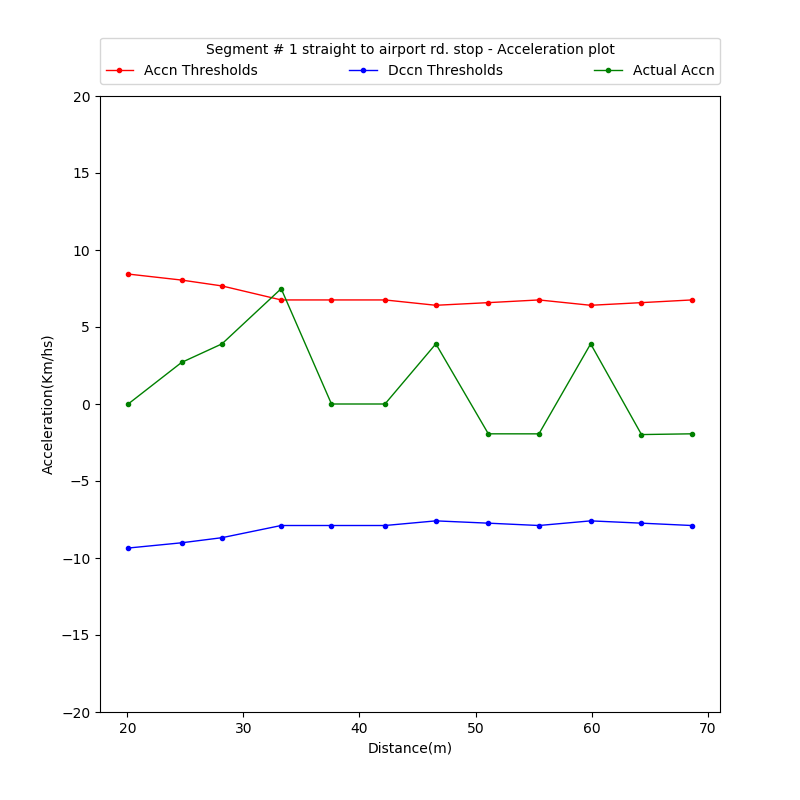 Segment # 1 straight to airport rd. stop - Acceleration plot
Accn Thresholds Dccn Thresholds Actual Accn
20
15
10
5
0
−5
−10
−15
−20
Acceleration(Km/hs)
20 30 40 50 60 70
Distance(m)